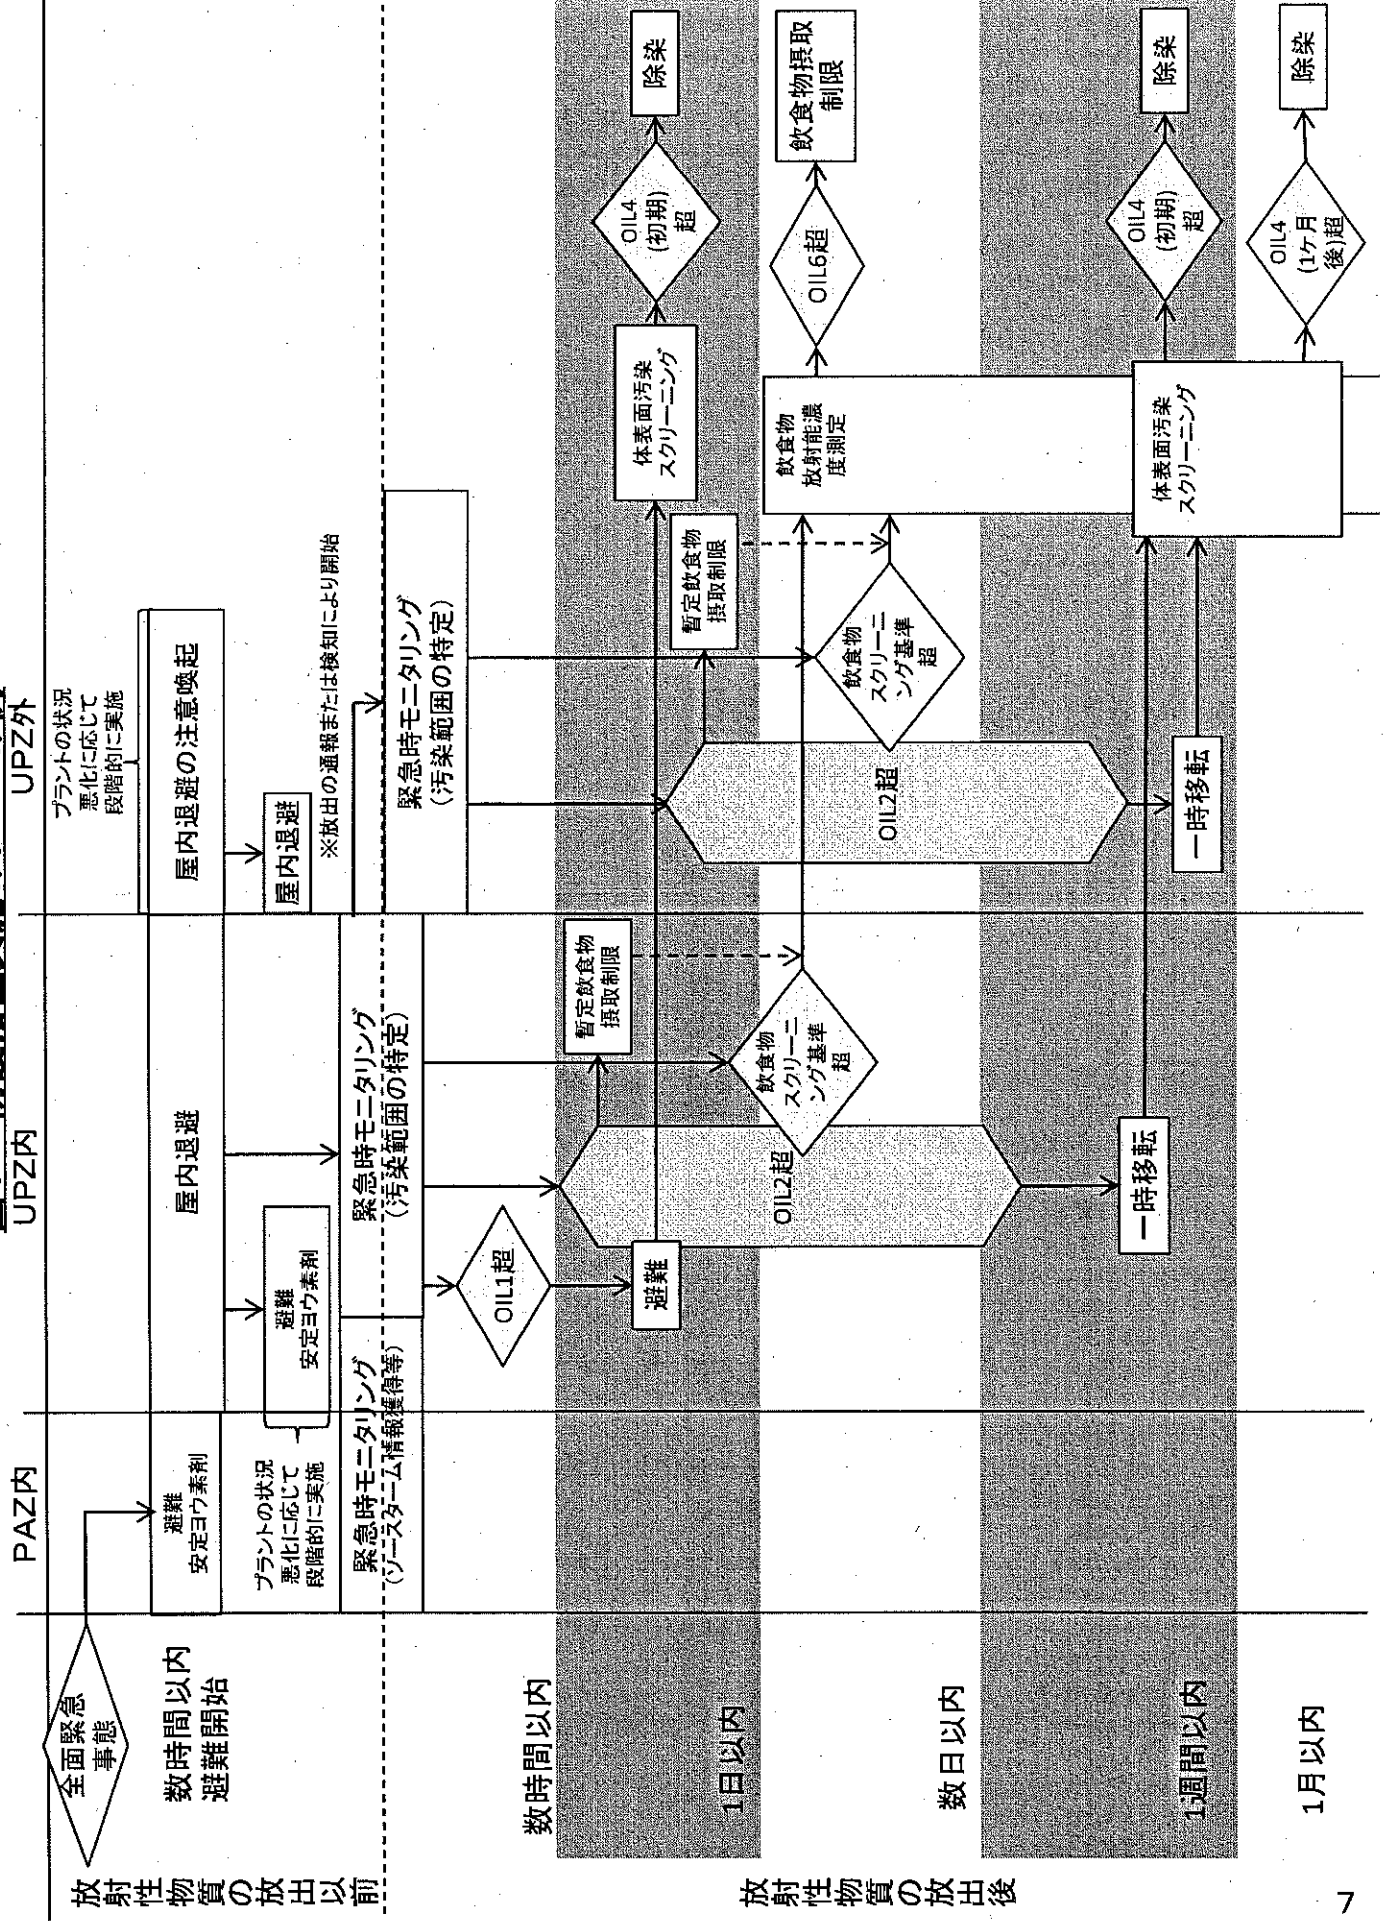 PAZ内
UPZ内
UPZ外
放射性物質の放出以前
全面緊急
事態
数時間以内
避難開始
避難
安定ヨウ素剤
屋内退避
プラントの状況
悪化に応じて
段階的に実施
屋内退避の注意喚起
プラントの状況
悪化に応じて
段階的に実施
避難
安定ヨウ素剤
屋内退避
※放出の通報または検知により開始
緊急時モニタリング
(ソースターム情報獲得等)
緊急時モニタリング
(汚染範囲の特定)
緊急時モニタリング
(汚染範囲の特定)
放射性物質の放出後
数時間以内
OIL1超
1日以内
避難
暫定飲食物
摂取制限
暫定飲食物
摂取制限
体表面汚染
スクリーニング
OIL4
(初期)
超
除染
数日以内
OIL2超
飲食物
スクリーニ
ング基準
超
OIL2超
飲食物
スクリーニ
ング基準
超
飲食物
放射能濃
度測定
OIL6超
飲食物摂取
制限
1週間以内
一時移転
一時移転
体表面汚染
スクリーニング
OIL4
(初期)
超
除染
1月以内
OIL4
(1ケ月
後)超
除染
7